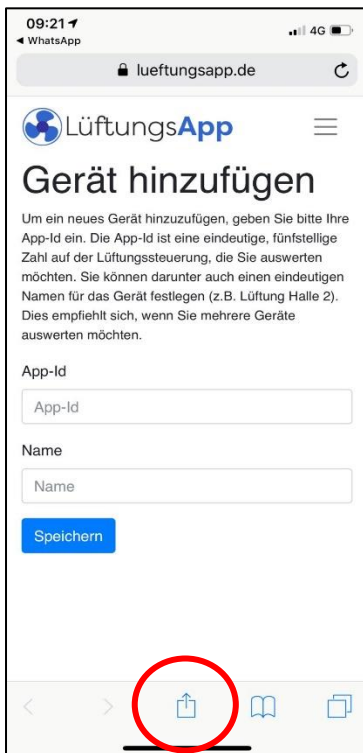 09:21
◀ WhatsApp
4G
lueftungsapp.de
LüftungsApp
Gerät hinzufügen
Um ein neues Gerät hinzuzufügen, geben Sie bitte Ihre
App-Id ein. Die App-Id ist eine eindeutige, fünfstellige
Zahl auf der Lüftungssteuerung, die Sie auswerten
möchten. Sie können darunter auch einen eindeutigen
Namen für das Gerät festlegen (z.B. Lüftung Halle 2).
Dies empfiehlt sich, wenn Sie mehrere Geräte
auswerten möchten.
App-Id
App-Id
Name
Name
Speichern